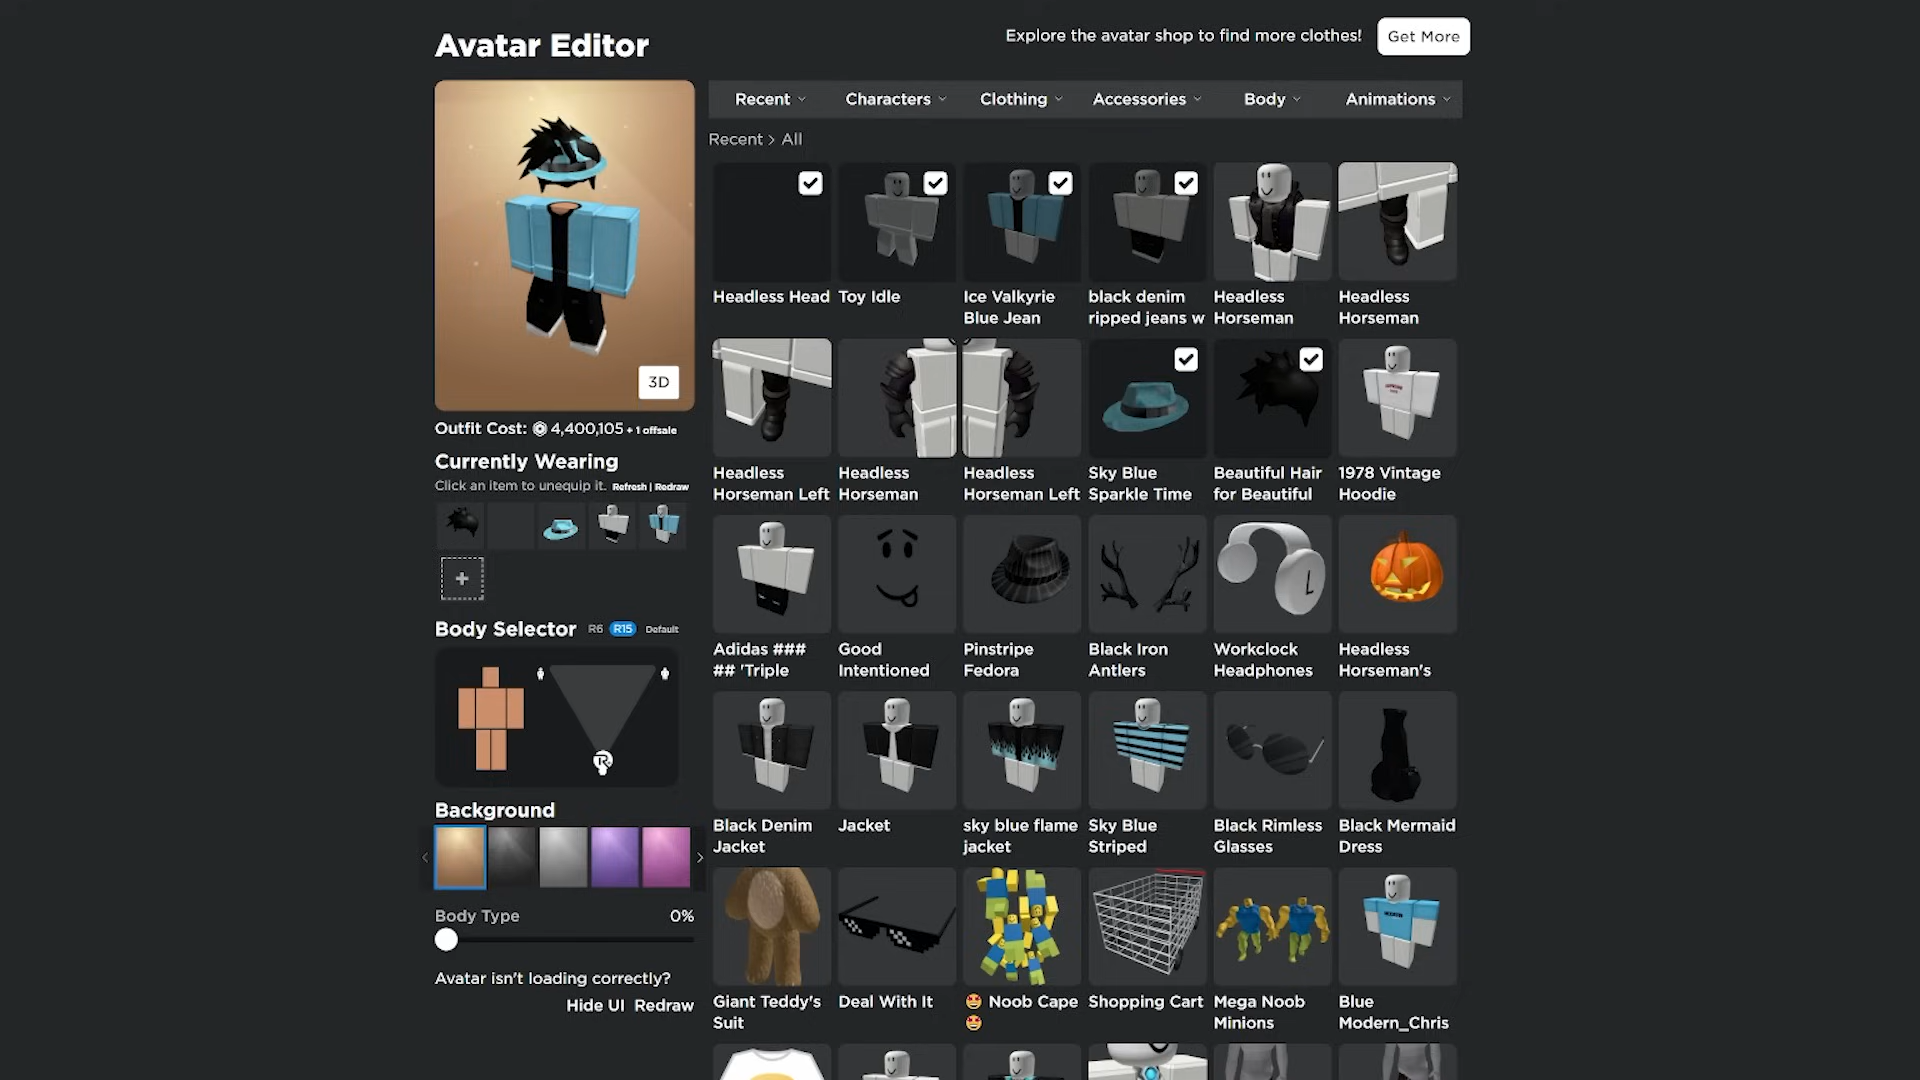 Avatar Editor
Explore the avatar shop to find more clothes!
Get More
Recent
Characters
Clothing
Accessories
Body
Animations
Recent > All
3D
Outfit Cost: 4,400,105 + 1 offsale
Currently Wearing
Click an item to unequip it. Refresh | Redraw
+
Body Selector R6 R15 Default
Background
Body Type 0%
Avatar isn't loading correctly?
Hide UI Redraw
Headless Head
Toy Idle
Ice Valkyrie
Blue Jean
black denim
ripped jeans w
Headless
Horseman
Headless
Horseman
Headless
Horseman Left
Headless
Horseman
Headless
Horseman Left
Sky Blue
Sparkle Time
Beautiful Hair
for Beautiful
1978 Vintage
Hoodie
Adidas ###
## 'Triple
Good
Intentioned
Pinstripe
Fedora
Black Iron
Antlers
L
Workclock
Headphones
Headless
Horseman's
Black Denim
Jacket
Jacket
sky blue flame
jacket
Sky Blue
Striped
Black Rimless
Glasses
Black Mermaid
Dress
Giant Teddy's
Suit
Deal With It
🤩 Noob Cape
🤩
Shopping Cart
Mega Noob
Minions
Blue
Modern_Chris